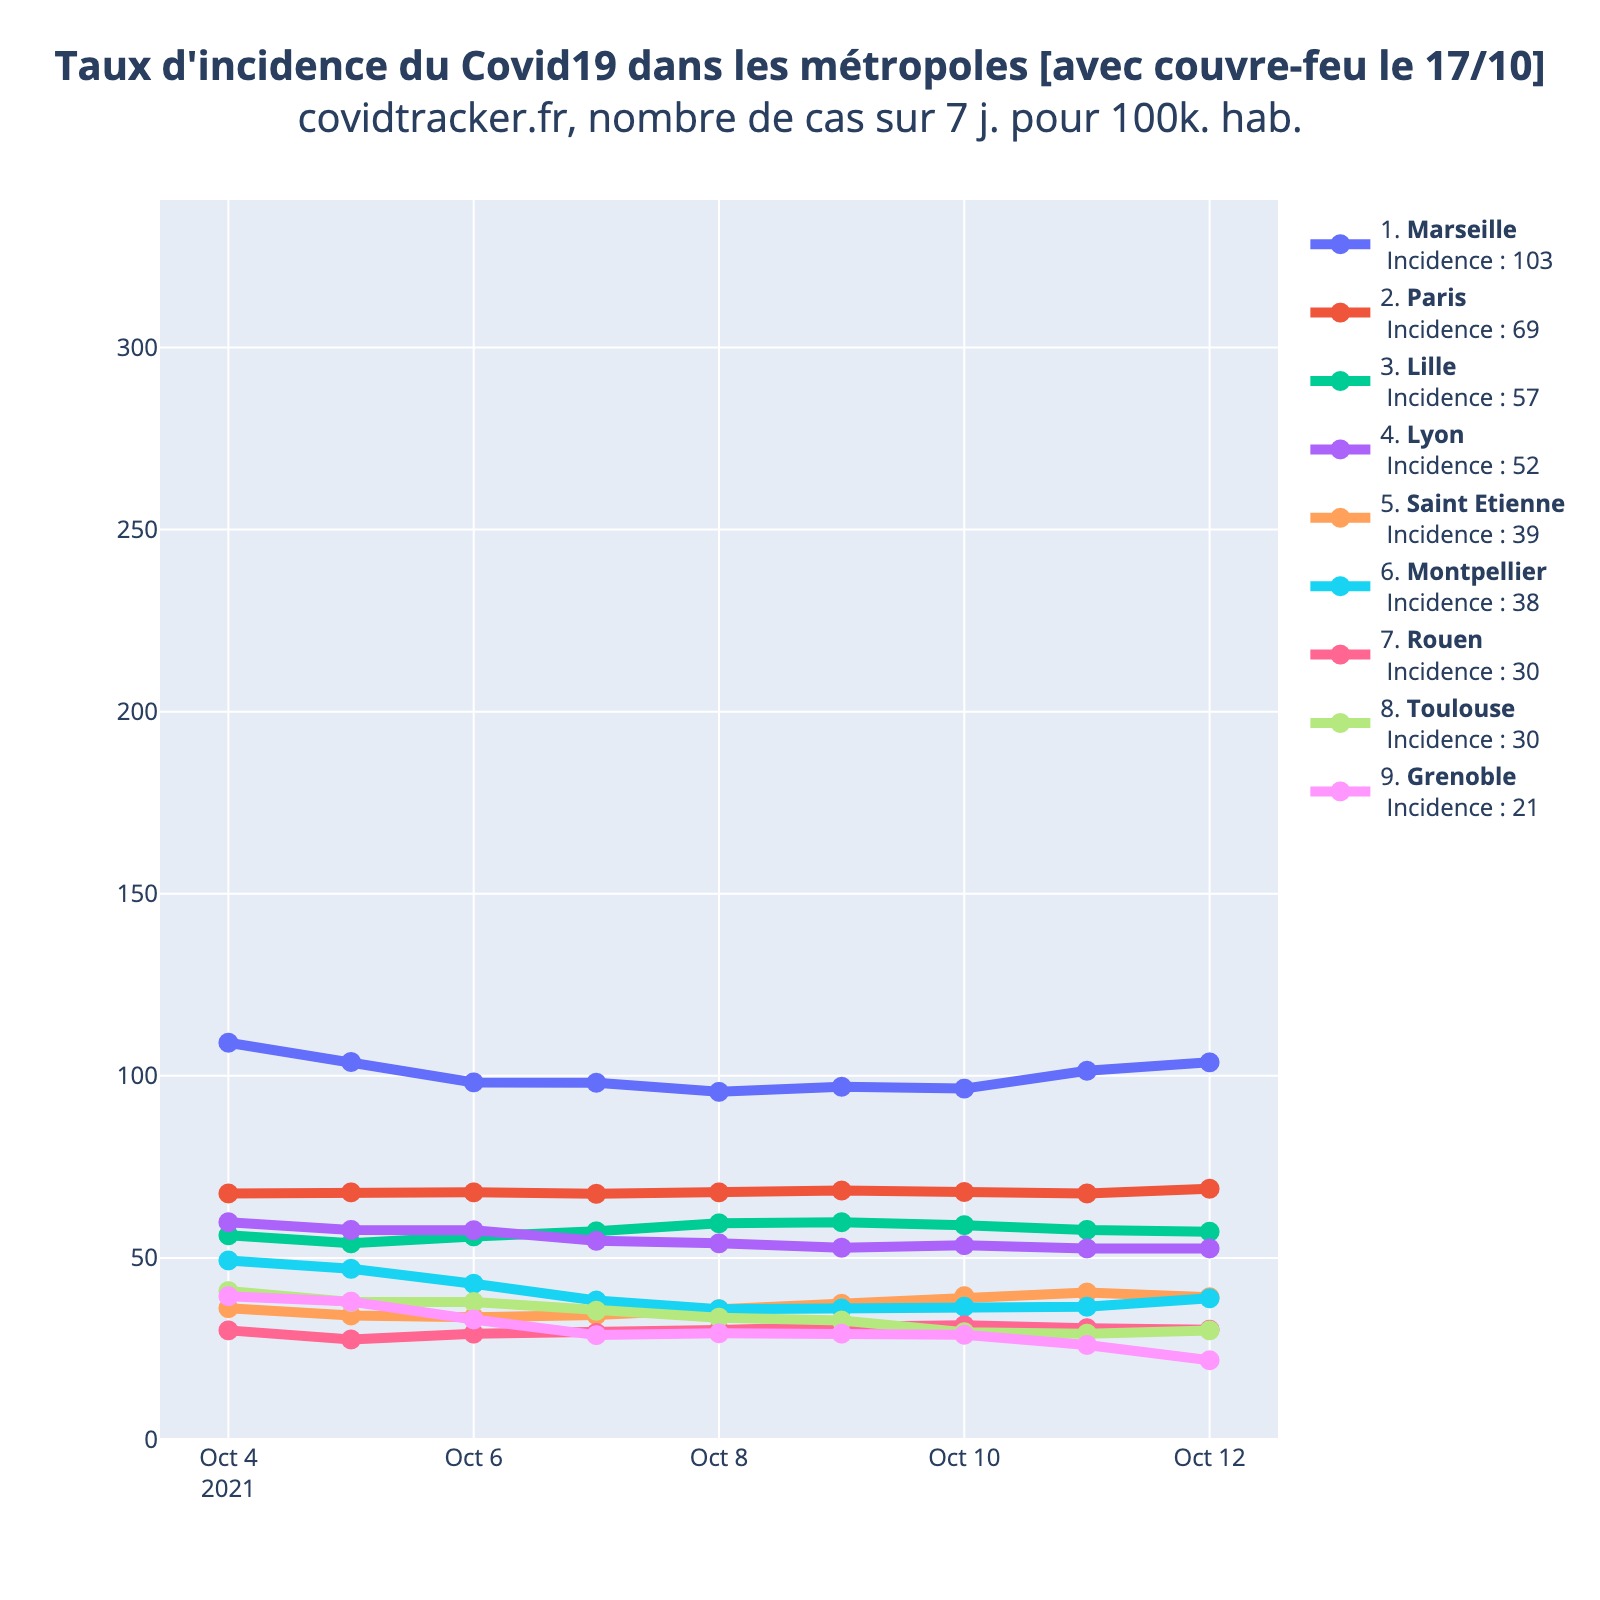 Taux d'incidence du Covid19 dans les métropoles [avec couvre-feu le 17/10]
covidtracker.fr, nombre de cas sur 7 j. pour 100k. hab.
300
250
200
150
100
50
0
Oct 4
2021
Oct 6
Oct 8
Oct 10
Oct 12
1. Marseille
Incidence : 103
2. Paris
Incidence : 69
3. Lille
Incidence : 57
4. Lyon
Incidence : 52
5. Saint Etienne
Incidence : 39
6. Montpellier
Incidence : 38
7. Rouen
Incidence : 30
8. Toulouse
Incidence : 30
9. Grenoble
Incidence : 21